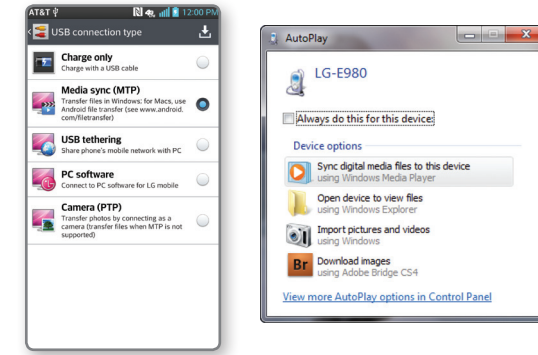 AT&T
12:00 PM
USB connection type
Charge only
Charge with a USB cable
Media sync (MTP)
Transfer files in Windows; for Macs, use
Android file transfer (see www.android.
com/filetransfer)
USB tethering
Share phone's mobile network with PC
PC software
Connect to PC software for LG mobile
Camera (PTP)
Transfer photos by connecting as a
camera (transfer files when MTP is not
supported)
AutoPlay
LG-E980
Always do this for this device:
Device options
Sync digital media files to this device
using Windows Media Player
Open device to view files
using Windows Explorer
Import pictures and videos
using Windows
Br
Download images
using Adobe Bridge CS4
View more AutoPlay options in Control Panel